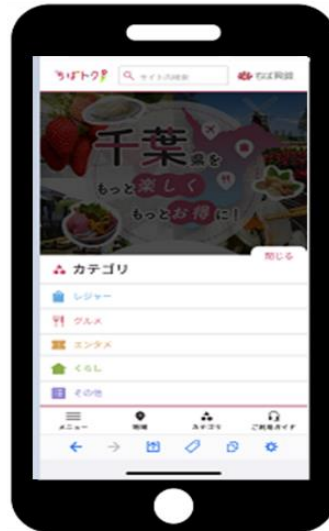 ちばトク!
サイト内検索
ちば興銀
千葉県を
もっと楽しく
もっとお得に!
閉じる
カテゴリ
レジャー
グルメ
エンタメ
くらし
その他
メニュー
地域
カテゴリ
ご利用ガイド